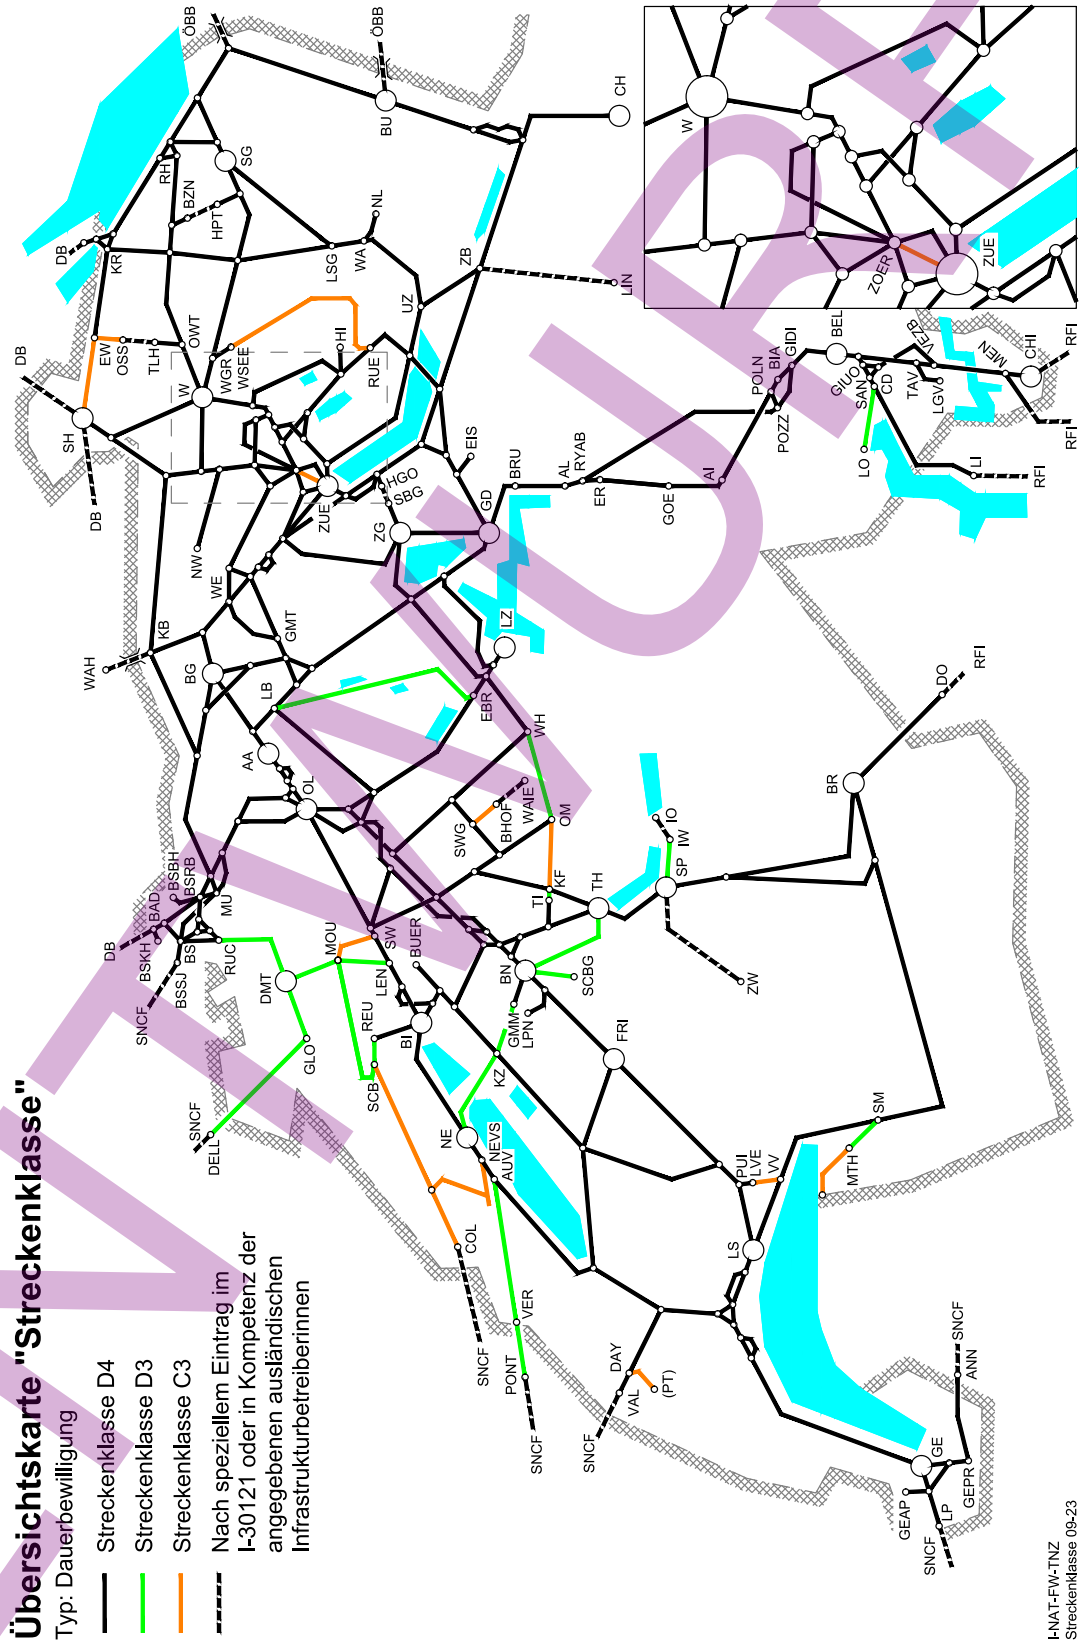 Übersichtskarte "Streckenklasse"
Typ: Dauerbewilligung
Streckenklasse D4
Streckenklasse D3
Streckenklasse C3
Nach speziellem Eintrag im
I-30121 oder in Kompetenz der
angegebenen ausländischen
Infrastrukturbetreiberinnen
SNCF
DELL
GLO
DMT
SNCF
BSSJ
BSKH
DB
BAD
BSBH
BSRB
BS
MU
RUC
MOU
SW
LEN
BUER
REU
SCB
BI
COL
SNCF
NE
NEVS
AUV
VER
PONT
SNCF
KZ
GMM
LPN
BN
SCBG
FRI
DAY
VAL
(PT)
SNCF
PUI
LVE
VV
LS
MTH
SM
GE
GEAP
LP
SNCF
GEPR
ANN
SNCF
WAH
KB
BG
AA
OL
LB
GMT
WE
NW
EBR
LZ
WH
SWG
BHOF
WAIE
OM
KF
TI
TH
SP
IW
IO
ZW
BR
DO
RFI
DB
SH
DB
EW
OSS
TLH
OWT
W
WGR
WSEE
HI
RUE
ZUE
HGO
SBG
ZG
GD
EIS
BRU
AL
RYAB
ER
GOE
AI
POLN
BIA
GIDI
POZZ
BEL
GIUO
SAN
CD
LO
TAV
LGVO
VEZB
MEN
CHI
RFI
RFI
LI
RFI
DB
KR
RH
BZN
HPT
SG
LSG
WA
NL
UZ
ZB
LIN
ÖBB
ÖBB
BU
CH
W
ZOER
ZUE
I-NAT-FW-TNZ
Streckenklasse 09-23